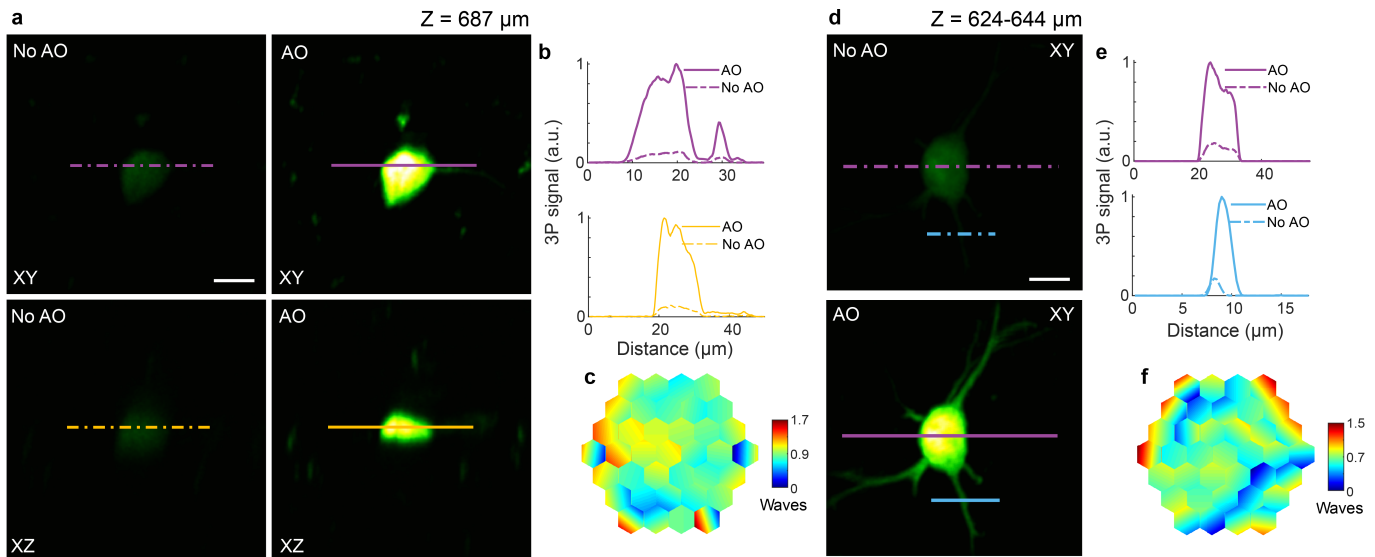 a
Z = 687 µm
No AO
XY
AO
XY
No AO
XZ
AO
XZ
b
3P signal (a.u.)
1
AO
No AO
0
0
10
20
30
1
AO
No AO
0
0
20
40
Distance (µm)
c
1.7
0.9
0
Waves
d
Z = 624-644 µm
No AO
XY
AO
XY
e
3P signal (a.u.)
1
AO
No AO
0
0
20
40
1
AO
No AO
0
0
5
10
15
Distance (µm)
f
1.5
0.7
0
Waves